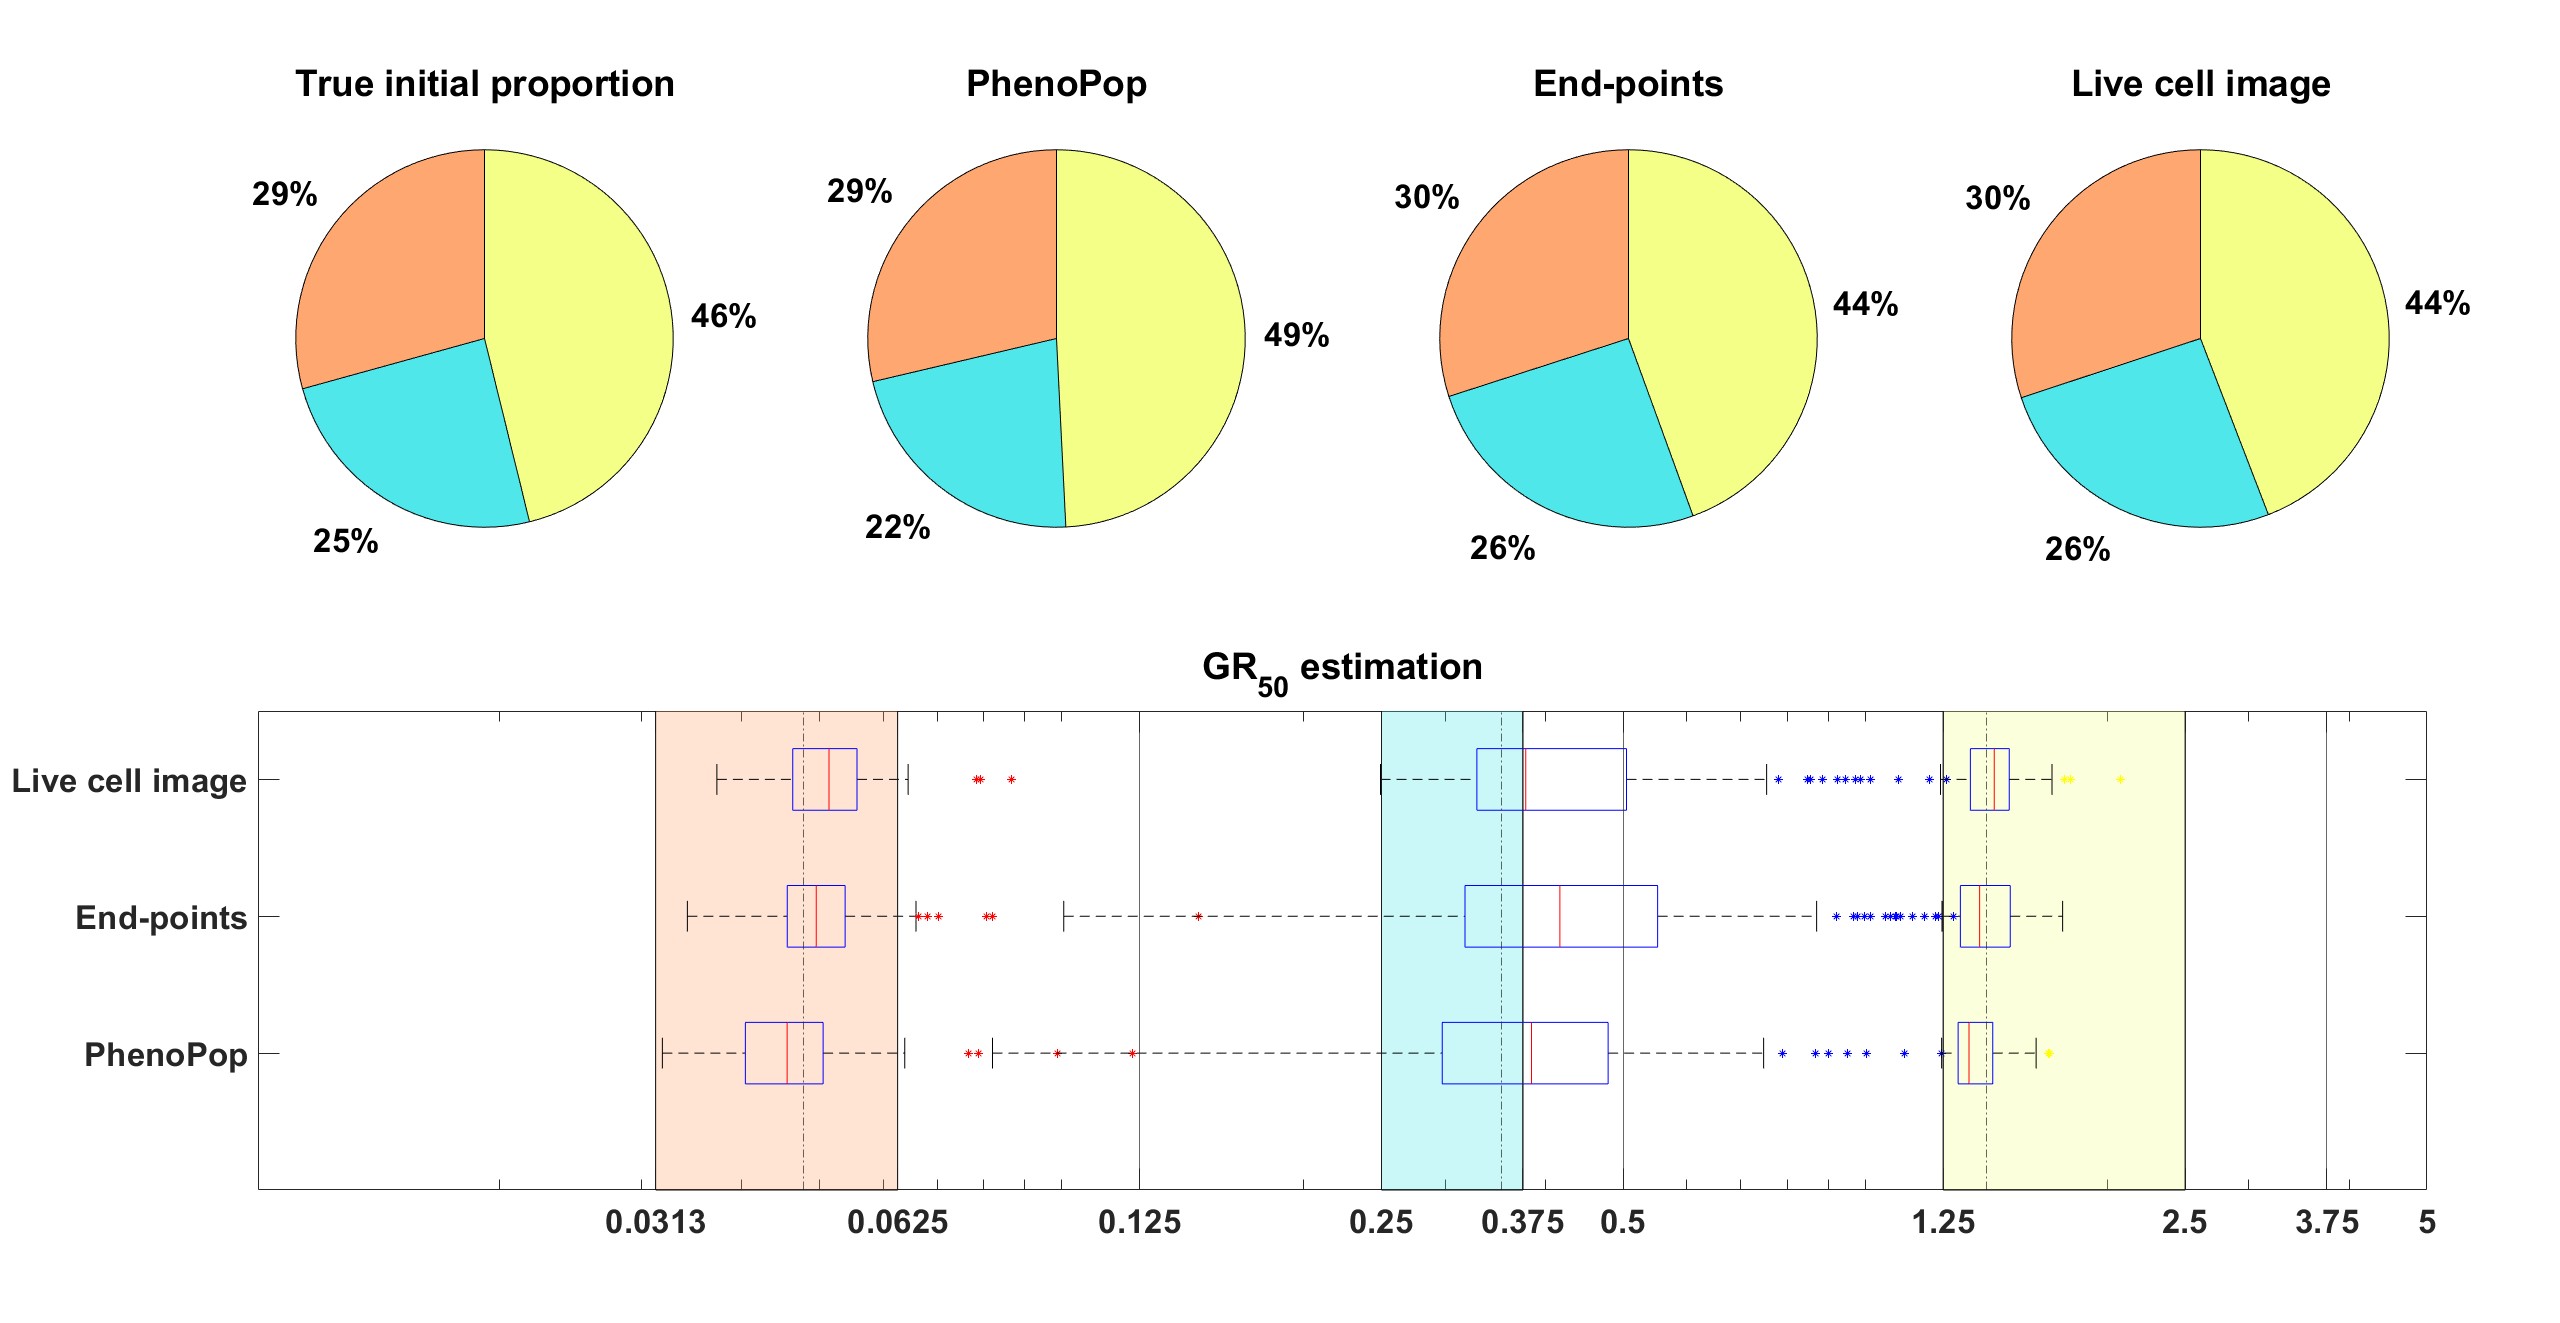 True initial proportion
PhenoPop
End-points
Live cell image
29%
46%
25%
29%
49%
22%
30%
44%
26%
30%
44%
26%
GR50 estimation
Live cell image
End-points
PhenoPop
0.0313 0.0625 0.125 0.25 0.375 0.5 1.25 2.5 3.75 5